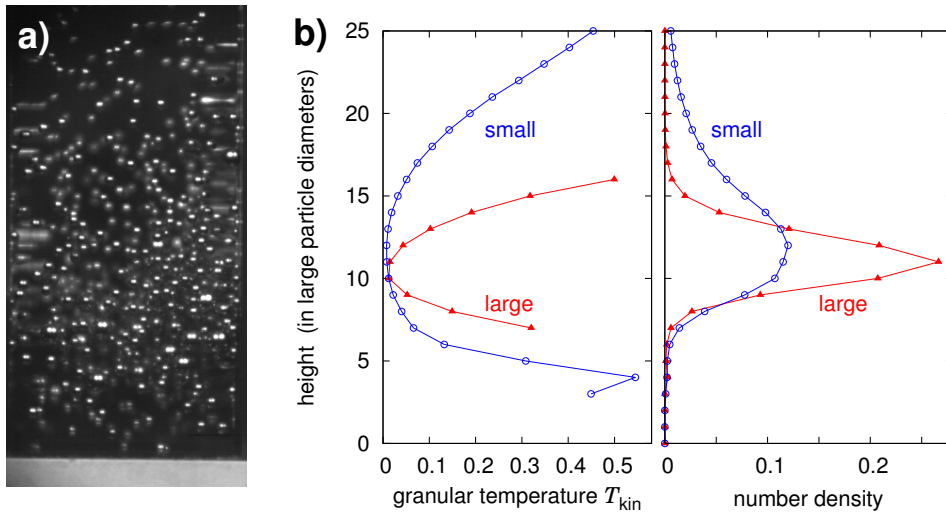 a)
b)
height (in large particle diameters)
25
20
15
10
5
0
small
large
0 0.1 0.2 0.3 0.4 0.5
granular temperature T_kin
small
large
0 0.1 0.2
number density